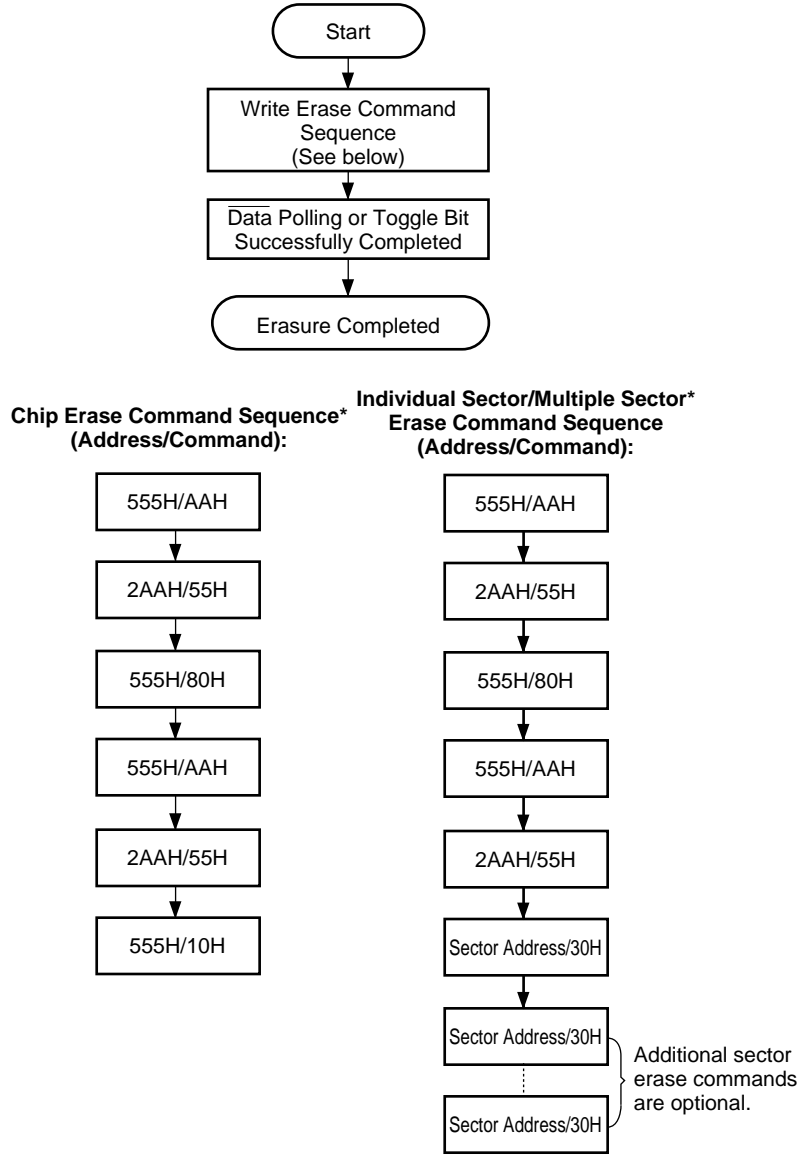 Start
Write Erase Command
Sequence
(See below)
Data Polling or Toggle Bit
Successfully Completed
Erasure Completed
Chip Erase Command Sequence*
(Address/Command):
555H/AAH
2AAH/55H
555H/80H
555H/AAH
2AAH/55H
555H/10H
Individual Sector/Multiple Sector*
Erase Command Sequence
(Address/Command):
555H/AAH
2AAH/55H
555H/80H
555H/AAH
2AAH/55H
Sector Address/30H
Sector Address/30H
Sector Address/30H
Additional sector
erase commands
are optional.